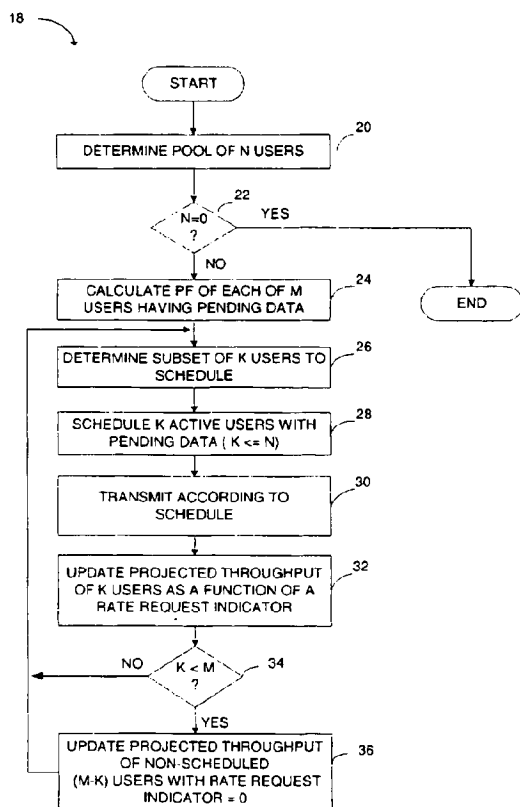 18
START
20
DETERMINE POOL OF N USERS
22
N=0
?
YES
NO
24
CALCULATE PF OF EACH OF M
USERS HAVING PENDING DATA
END
26
DETERMINE SUBSET OF K USERS TO
SCHEDULE
28
SCHEDULE K ACTIVE USERS WITH
PENDING DATA ( K <= N)
30
TRANSMIT ACCORDING TO
SCHEDULE
32
UPDATE PROJECTED THROUGHPUT
OF K USERS AS A FUNCTION OF A
RATE REQUEST INDICATOR
NO
K < M
?
34
YES
UPDATE PROJECTED THROUGHPUT
OF NON-SCHEDULED
(M-K) USERS WITH RATE REQUEST
INDICATOR = 0
36